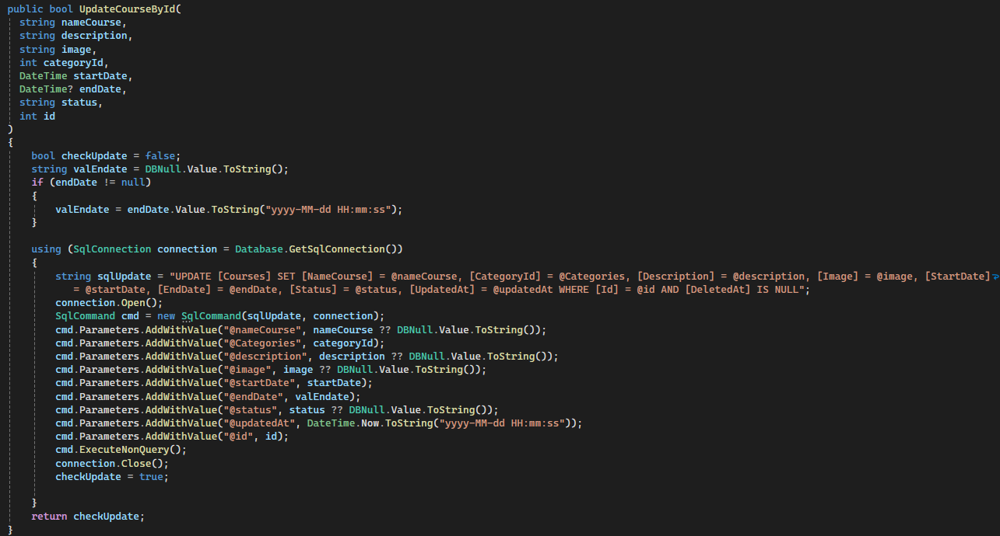 public bool UpdateCourseById(
string nameCourse,
string description,
string image,
int categoryId,
DateTime startDate,
DateTime? endDate,
string status,
int id
)
{
bool checkUpdate = false;
string valEndate = DBNull.Value.ToString();
if (endDate != null)
{
valEndate = endDate.Value.ToString("yyyy-MM-dd HH:mm:ss");
}
using (SqlConnection connection = Database.GetSqlConnection())
{
string sqlUpdate = "UPDATE [Courses] SET [NameCourse] = @nameCourse, [CategoryId] = @Categories, [Description] = @description, [Image] = @image, [StartDate]
= @startDate, [EndDate] = @endDate, [Status] = @status, [UpdatedAt] = @updatedAt WHERE [Id] = @id AND [DeletedAt] IS NULL";
connection.Open();
SqlCommand cmd = new SqlCommand(sqlUpdate, connection);
cmd.Parameters.AddWithValue("@nameCourse", nameCourse ?? DBNull.Value.ToString());
cmd.Parameters.AddWithValue("@Categories", categoryId);
cmd.Parameters.AddWithValue("@description", description ?? DBNull.Value.ToString());
cmd.Parameters.AddWithValue("@image", image ?? DBNull.Value.ToString());
cmd.Parameters.AddWithValue("@startDate", startDate);
cmd.Parameters.AddWithValue("@endDate", valEndate);
cmd.Parameters.AddWithValue("@status", status ?? DBNull.Value.ToString());
cmd.Parameters.AddWithValue("@updatedAt", DateTime.Now.ToString("yyyy-MM-dd HH:mm:ss"));
cmd.Parameters.AddWithValue("@id", id);
cmd.ExecuteNonQuery();
connection.Close();
checkUpdate = true;
}
return checkUpdate;
}